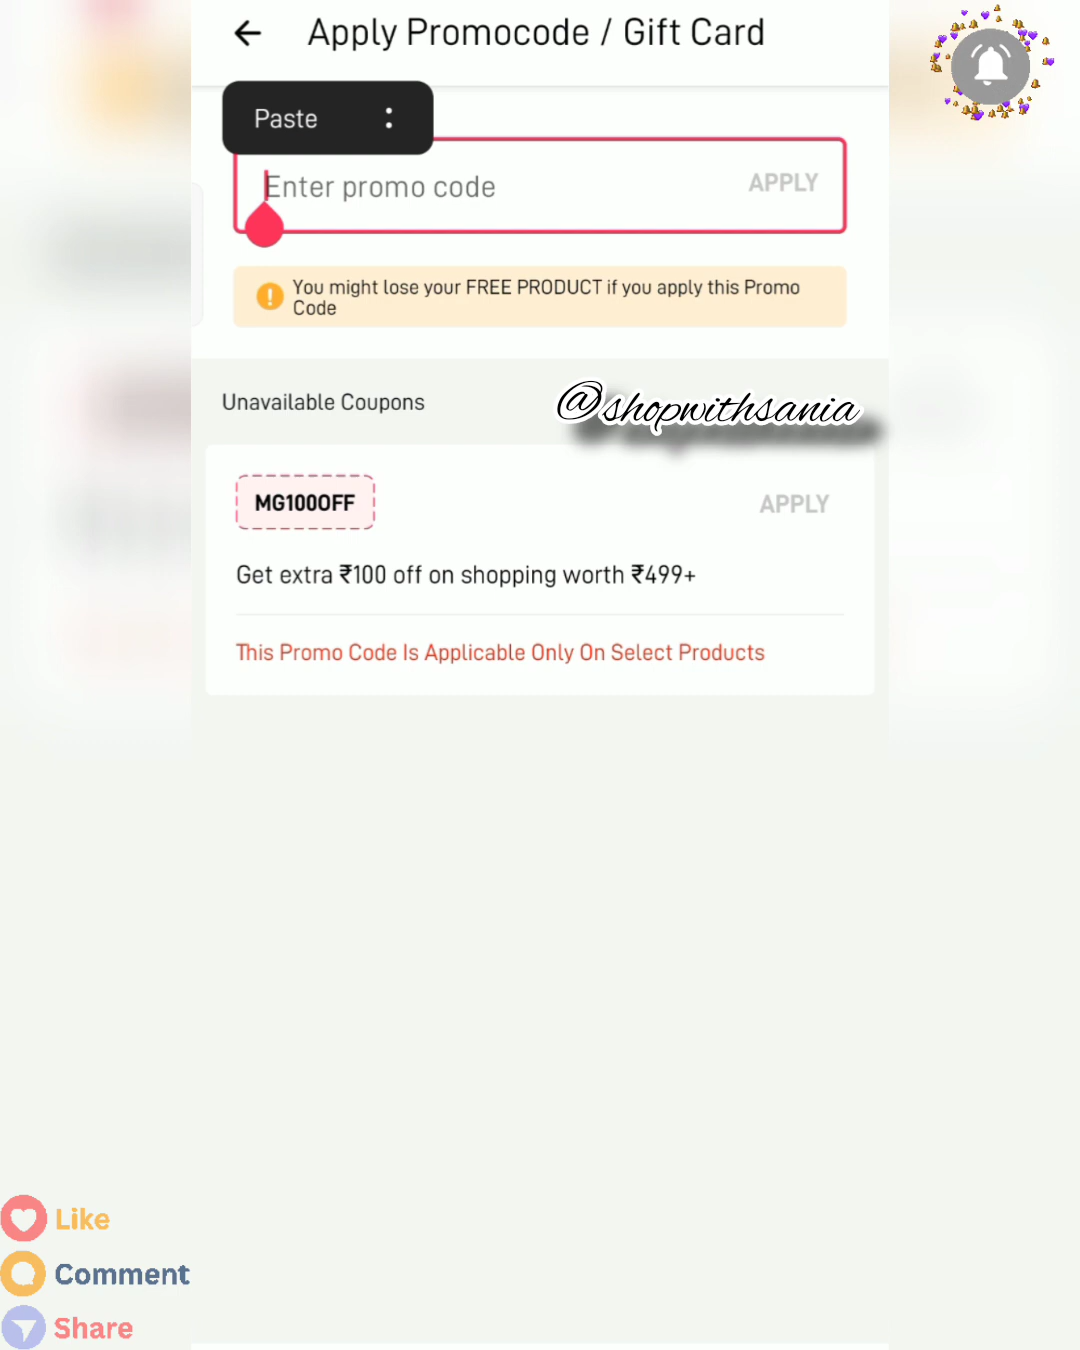 Apply Promocode / Gift Card
Paste
Enter promo code
APPLY
You might lose your FREE PRODUCT if you apply this Promo
Code
Unavailable Coupons
@shopwithsania
MG100OFF
APPLY
Get extra ₹100 off on shopping worth ₹499+
This Promo Code Is Applicable Only On Select Products
Like
Comment
Share